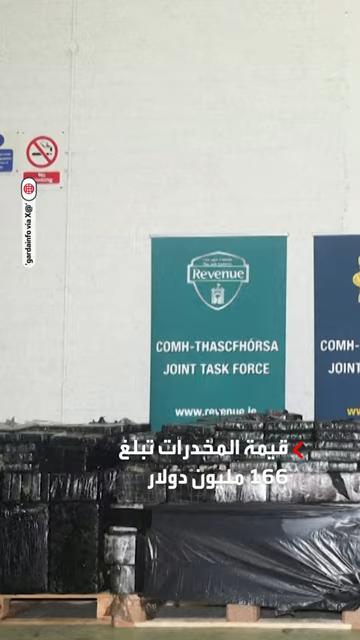 No
@gardainfo via X
Revenue
COMH-THASCFHÓRSA
JOINT TASK FORCE
www.revenue.ie
COMH-
JOINT
قيمة المخدرات تبلغ
166 مليون دولار